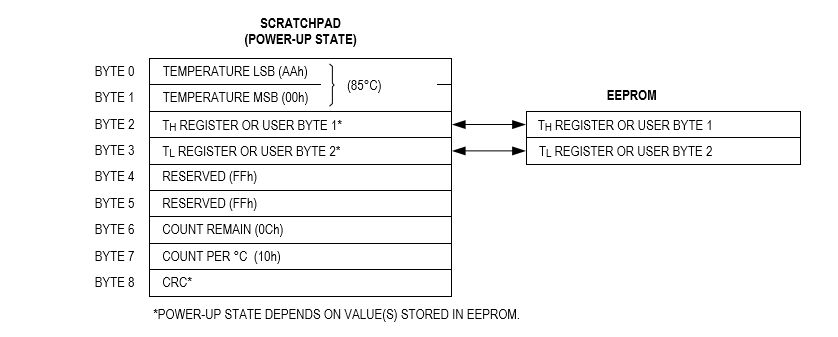 SCRATCHPAD
(POWER-UP STATE)
BYTE 0 TEMPERATURE LSB (AAh)
(85°C)
BYTE 1 TEMPERATURE MSB (00h)
EEPROM
BYTE 2 TH REGISTER OR USER BYTE 1* TH REGISTER OR USER BYTE 1
BYTE 3 TL REGISTER OR USER BYTE 2* TL REGISTER OR USER BYTE 2
BYTE 4 RESERVED (FFh)
BYTE 5 RESERVED (FFh)
BYTE 6 COUNT REMAIN (0Ch)
BYTE 7 COUNT PER °C (10h)
BYTE 8 CRC*
*POWER-UP STATE DEPENDS ON VALUE(S) STORED IN EEPROM.